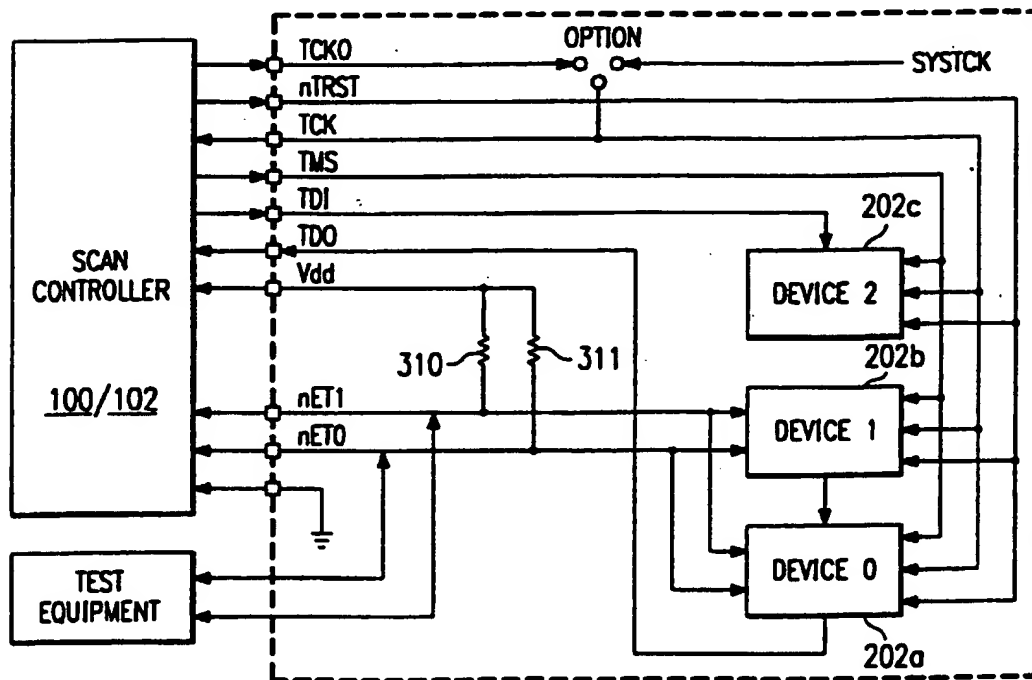 TCKO
OPTION
SYSTCK
nTRST
TCK
TMS
TDI
202c
TDO
SCAN
CONTROLLER
Vdd
DEVICE 2
310
311
202b
100/102
nET1
DEVICE 1
nET0
DEVICE 0
TEST
EQUIPMENT
202a